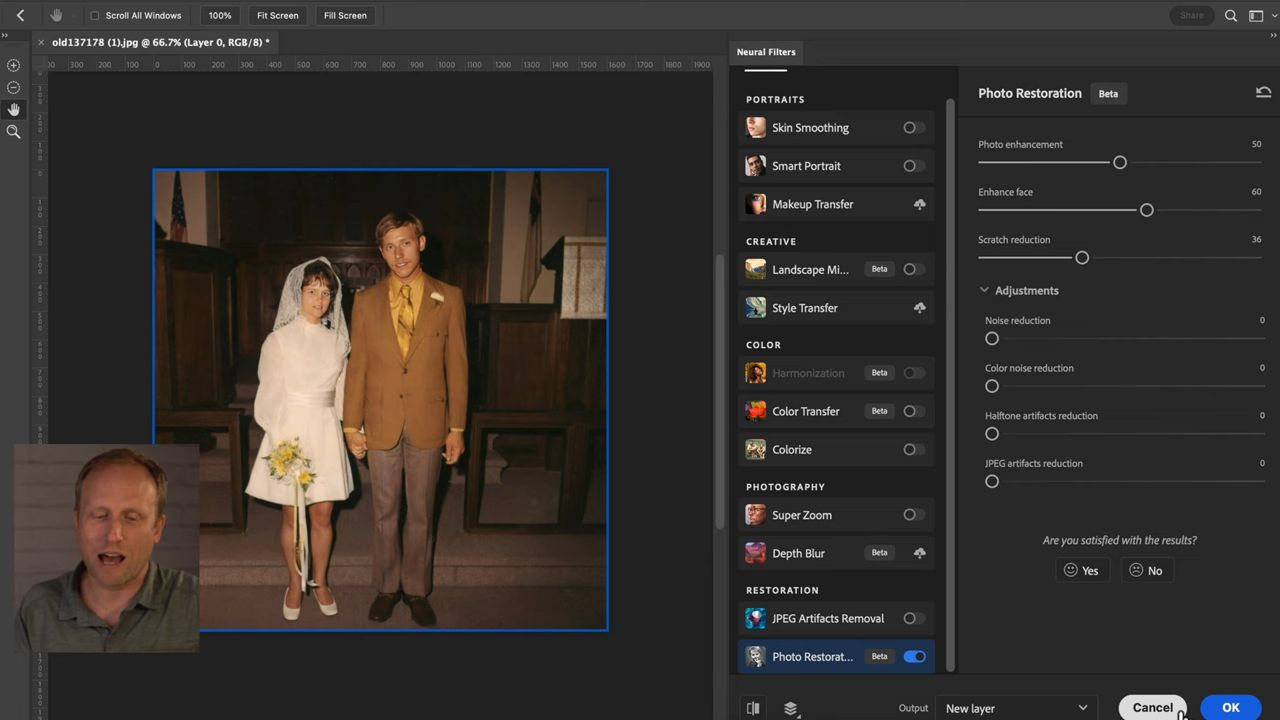 Scroll All Windows
100%
Fit Screen
Fill Screen
Share
old137178 (1).jpg @ 66.7% (Layer 0, RGB/8) *
Neural Filters
300 200 100 0 100 200 300 400 500 600 700 800 900 1000 1100 1200 1300 1400 1500 1600 1700 1800 1900
PORTRAITS
Skin Smoothing
Smart Portrait
Makeup Transfer
CREATIVE
Landscape Mi... Beta
Style Transfer
COLOR
Harmonization Beta
Color Transfer Beta
Colorize
PHOTOGRAPHY
Super Zoom
Depth Blur Beta
RESTORATION
JPEG Artifacts Removal
Photo Restorat... Beta
Photo Restoration Beta
Photo enhancement 50
Enhance face 60
Scratch reduction 36
Adjustments
Noise reduction 0
Color noise reduction 0
Halftone artifacts reduction 0
JPEG artifacts reduction 0
Are you satisfied with the results?
Yes
No
Output New layer
Cancel
OK